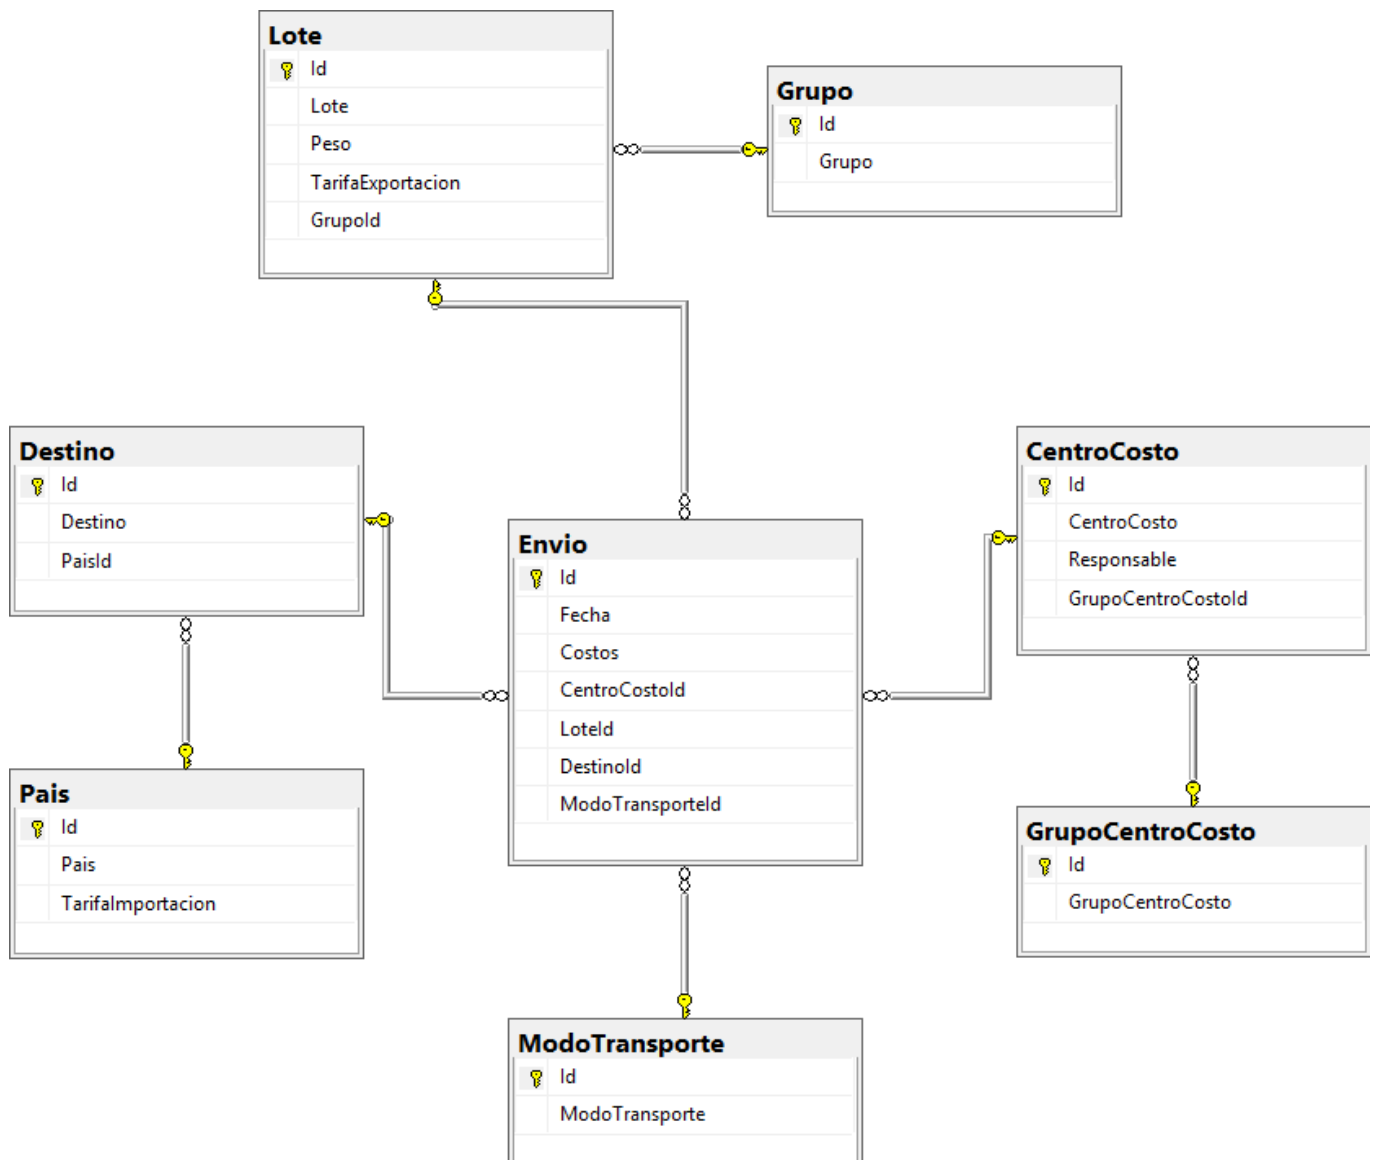 Lote
Id
Lote
Peso
TarifaExportacion
GrupoId
Grupo
Id
Grupo
Destino
Id
Destino
PaisId
Envio
Id
Fecha
Costos
CentroCostoId
LoteId
DestinoId
ModoTransporteId
CentroCosto
Id
CentroCosto
Responsable
GrupoCentroCostoId
Pais
Id
Pais
TarifaImportacion
GrupoCentroCosto
Id
GrupoCentroCosto
ModoTransporte
Id
ModoTransporte